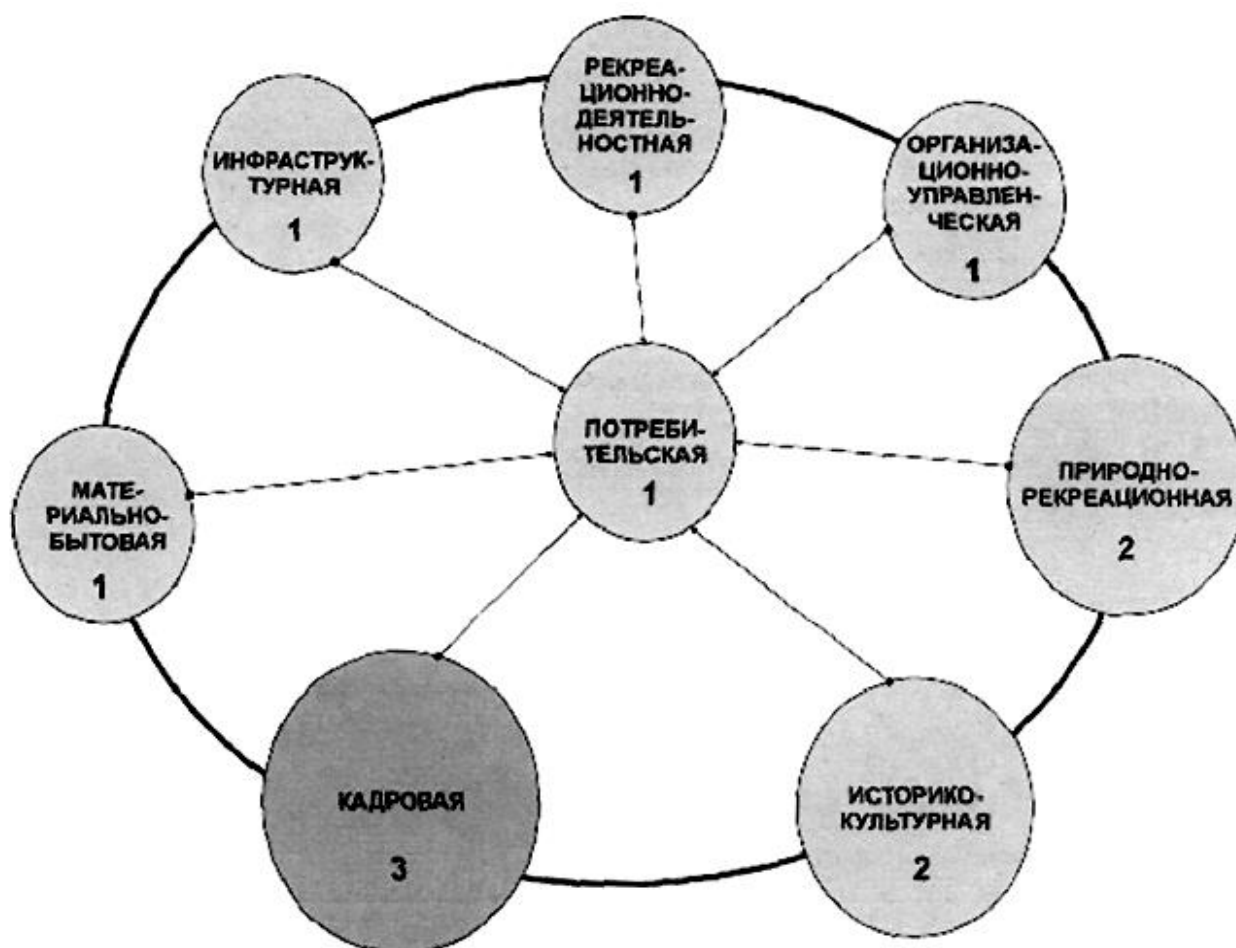 РЕКРЕА-
ЦИОННО-
ДЕЯТЕЛЬ-
НОСТНАЯ
1
ИНФРАСТРУК-
ТУРНАЯ
1
ОРГАНИЗА-
ЦИОННО-
УПРАВЛЕН-
ЧЕСКАЯ
1
ПОТРЕБИ-
ТЕЛЬСКАЯ
1
ПРИРОДНО-
РЕКРЕАЦИОННАЯ
2
МАТЕ-
РИАЛЬНО-
БЫТОВАЯ
1
КАДРОВАЯ
3
ИСТОРИКО-
КУЛЬТУРНАЯ
2